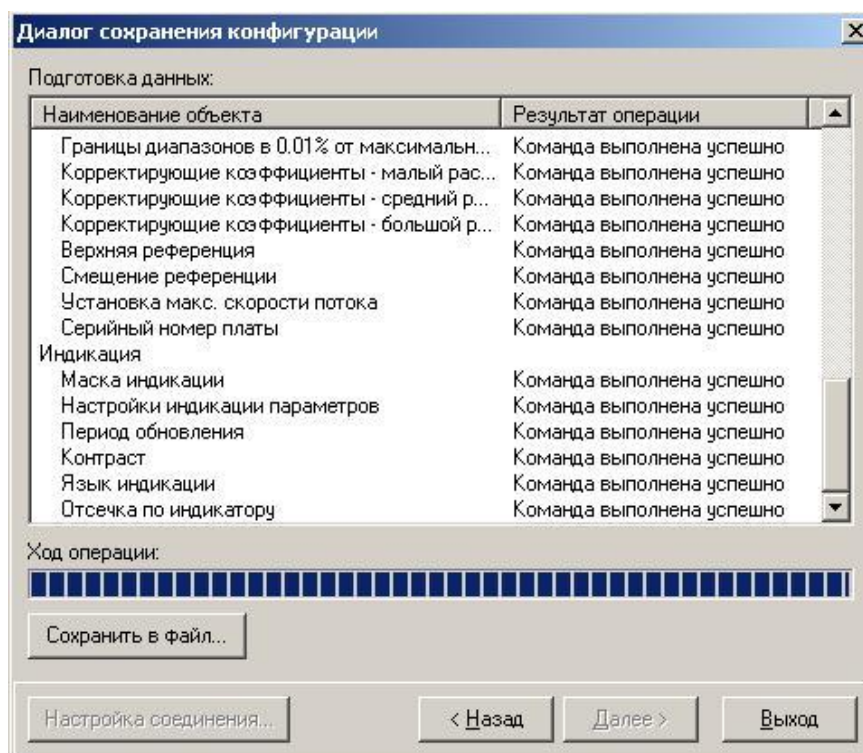 Диалог сохранения конфигурации
Подготовка данных:
Наименование объекта Результат операции
Границы диапазонов в 0.01% от максимальн... Команда выполнена успешно
Корректирующие коэффициенты - малый рас... Команда выполнена успешно
Корректирующие коэффициенты - средний р... Команда выполнена успешно
Корректирующие коэффициенты - большой р... Команда выполнена успешно
Верхняя референция Команда выполнена успешно
Смещение референции Команда выполнена успешно
Установка макс. скорости потока Команда выполнена успешно
Серийный номер платы Команда выполнена успешно
Индикация
Маска индикации Команда выполнена успешно
Настройки индикации параметров Команда выполнена успешно
Период обновления Команда выполнена успешно
Контраст Команда выполнена успешно
Язык индикации Команда выполнена успешно
Отсечка по индикатору Команда выполнена успешно
Ход операции:
Сохранить в файл...
Настройка соединения... < Назад Далее > Выход